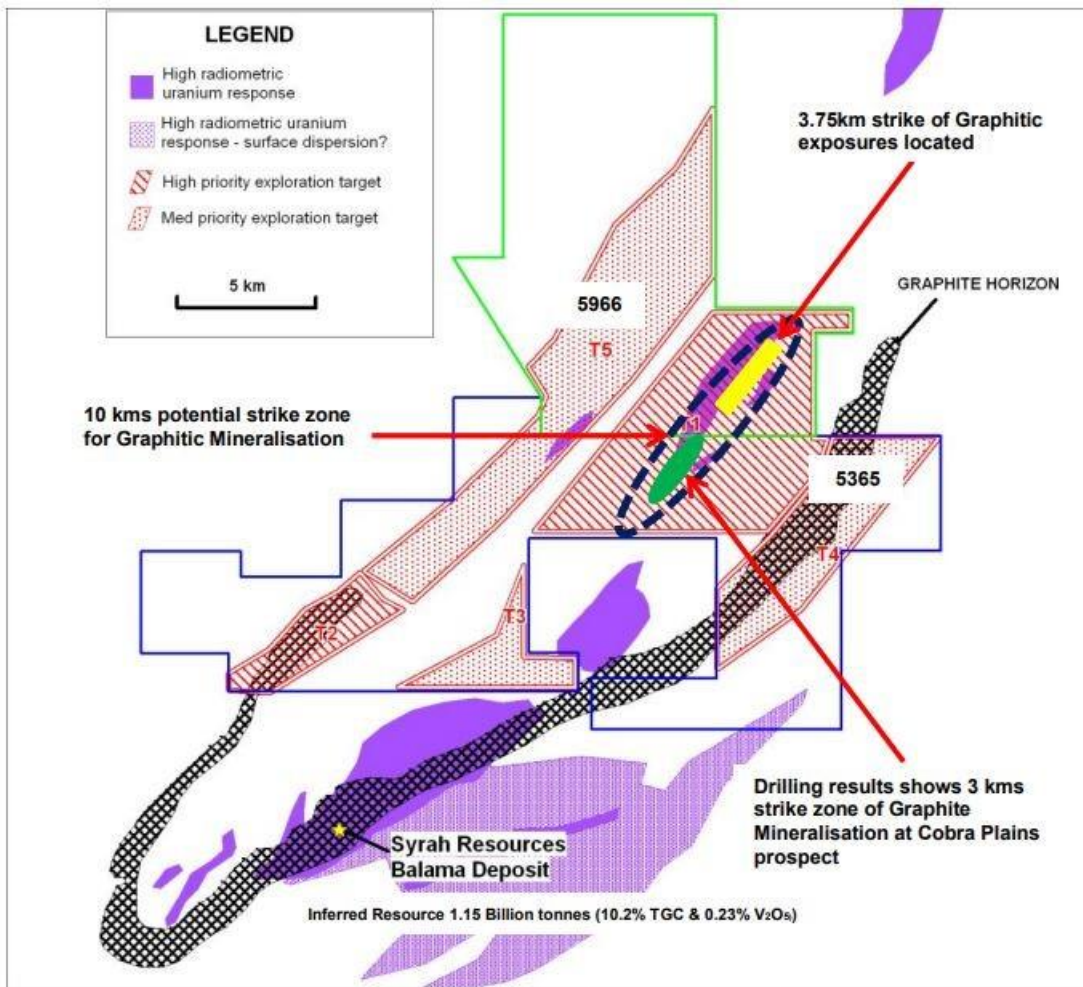 LEGEND
High radiometric
uranium response
High radiometric uranium
response - surface dispersion?
High priority exploration target
Med priority exploration target
5 km
3.75km strike of Graphitic
exposures located
GRAPHITE HORIZON
5966
T5
10 kms potential strike zone
for Graphitic Mineralisation
T1
5365
T4
T3
T2
Drilling results shows 3 kms
strike zone of Graphite
Mineralisation at Cobra Plains
prospect
Syrah Resources
Balama Deposit
Inferred Resource 1.15 Billion tonnes (10.2% TGC & 0.23% V₂O₅)